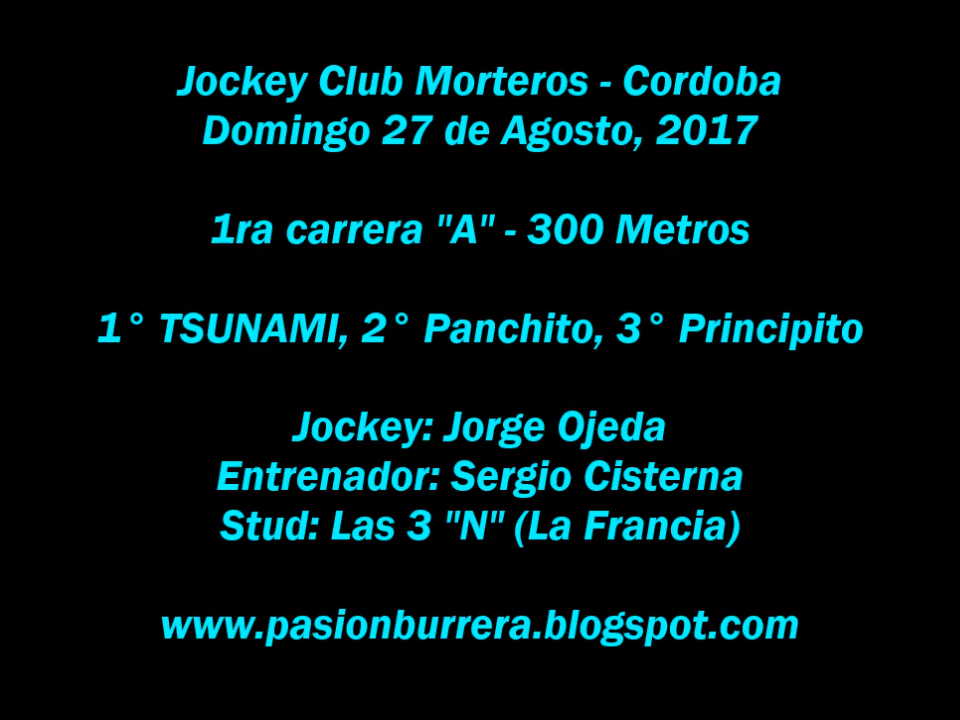 Jockey Club Morteros - Cordoba
Domingo 27 de Agosto, 2017
1ra carrera "A" - 300 Metros
1° TSUNAMI, 2° Panchito, 3° Principito
Jockey: Jorge Ojeda
Entrenador: Sergio Cisterna
Stud: Las 3 "N" (La Francia)
www.pasionburrera.blogspot.com